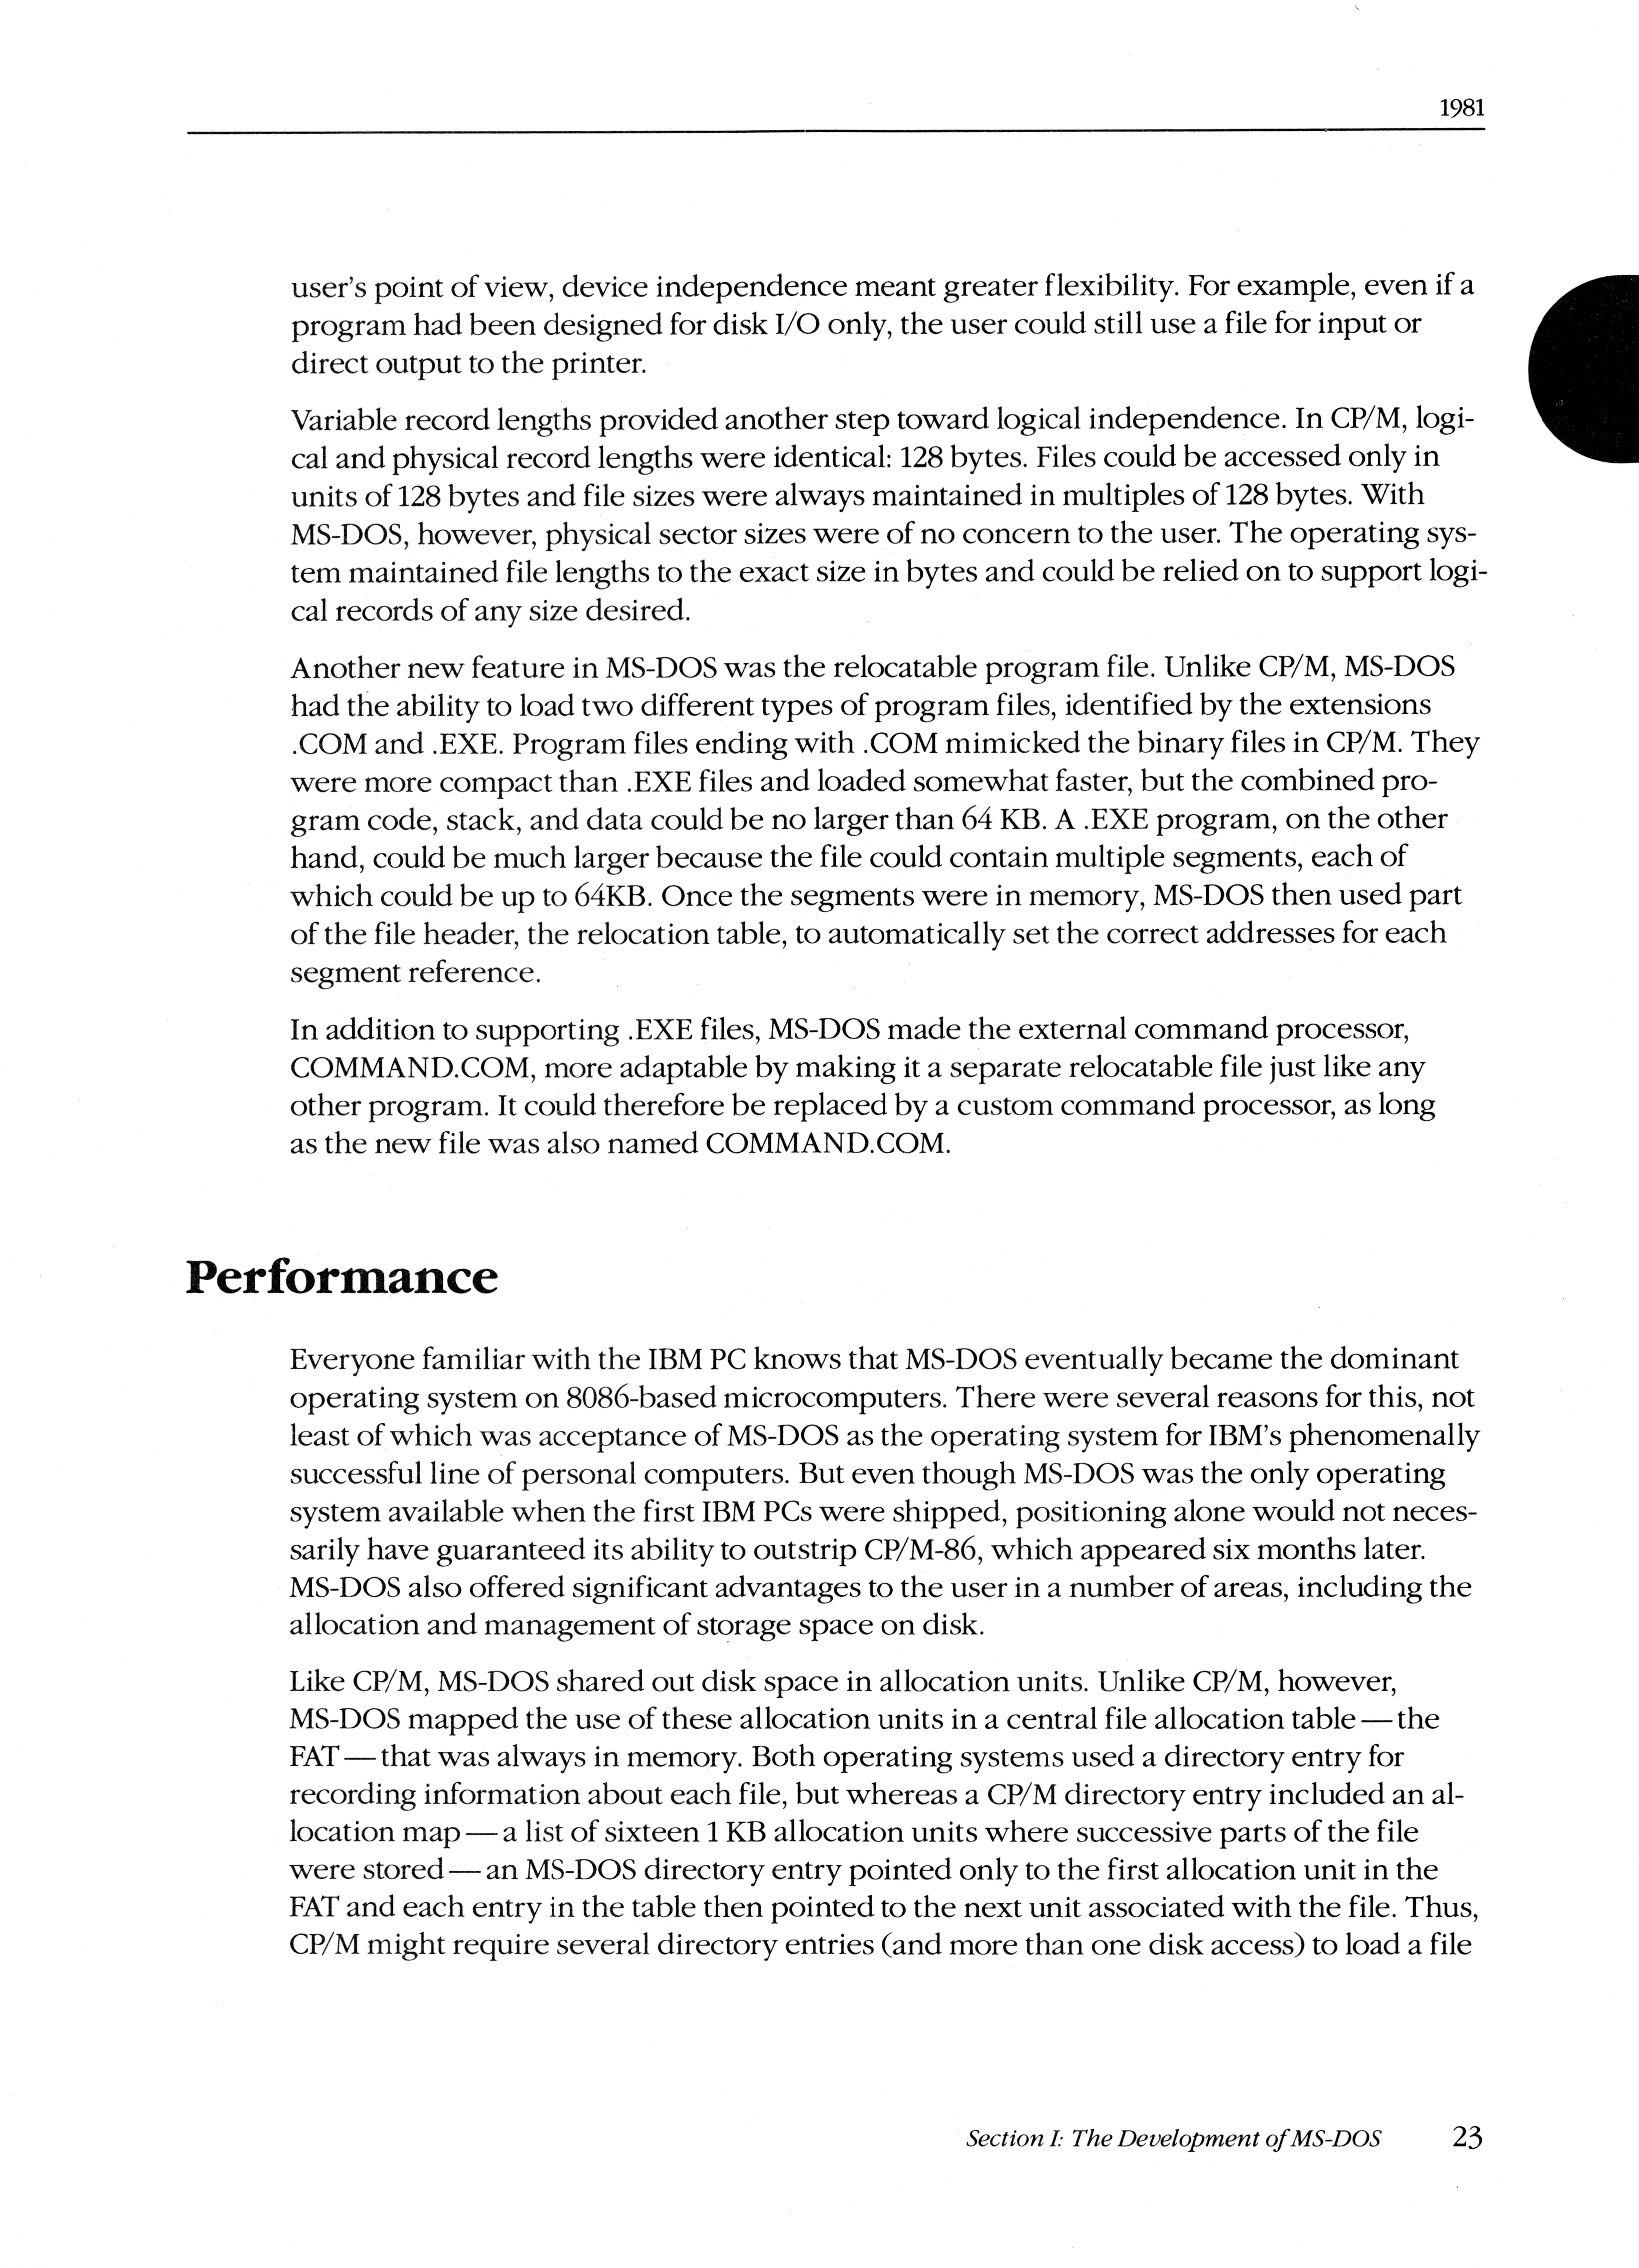 1981
user's point of view, device independence meant greater flexibility. For example, even if a
program had been designed for disk I/O only, the user could still use a file for input or
direct output to the printer.
Variable record lengths provided another step toward logical independence. In CP/M, logi-
cal and physical record lengths were identical: 128 bytes. Files could be accessed only in
units of 128 bytes and file sizes were always maintained in multiples of 128 bytes. With
MS-DOS, however, physical sector sizes were of no concern to the user. The operating sys-
tem maintained file lengths to the exact size in bytes and could be relied on to support logi-
cal records of any size desired.
Another new feature in MS-DOS was the relocatable program file. Unlike CP/M, MS-DOS
had the ability to load two different types of program files, identified by the extensions
.COM and .EXE. Program files ending with .COM mimicked the binary files in CP/M. They
were more compact than .EXE files and loaded somewhat faster, but the combined pro-
gram code, stack, and data could be no larger than 64 KB. A .EXE program, on the other
hand, could be much larger because the file could contain multiple segments, each of
which could be up to 64KB. Once the segments were in memory, MS-DOS then used part
of the file header, the relocation table, to automatically set the correct addresses for each
segment reference.
In addition to supporting .EXE files, MS-DOS made the external command processor,
COMMAND.COM, more adaptable by making it a separate relocatable file just like any
other program. It could therefore be replaced by a custom command processor, as long
as the new file was also named COMMAND.COM.
Performance
Everyone familiar with the IBM PC knows that MS-DOS eventually became the dominant
operating system on 8086-based microcomputers. There were several reasons for this, not
least of which was acceptance of MS-DOS as the operating system for IBM's phenomenally
successful line of personal computers. But even though MS-DOS was the only operating
system available when the first IBM PCs were shipped, positioning alone would not neces-
sarily have guaranteed its ability to outstrip CP/M-86, which appeared six months later.
MS-DOS also offered significant advantages to the user in a number of areas, including the
allocation and management of storage space on disk.
Like CP/M, MS-DOS shared out disk space in allocation units. Unlike CP/M, however,
MS-DOS mapped the use of these allocation units in a central file allocation table — the
FAT — that was always in memory. Both operating systems used a directory entry for
recording information about each file, but whereas a CP/M directory entry included an al-
location map — a list of sixteen 1 KB allocation units where successive parts of the file
were stored — an MS-DOS directory entry pointed only to the first allocation unit in the
FAT and each entry in the table then pointed to the next unit associated with the file. Thus,
CP/M might require several directory entries (and more than one disk access) to load a file
Section I: The Development of MS-DOS 23